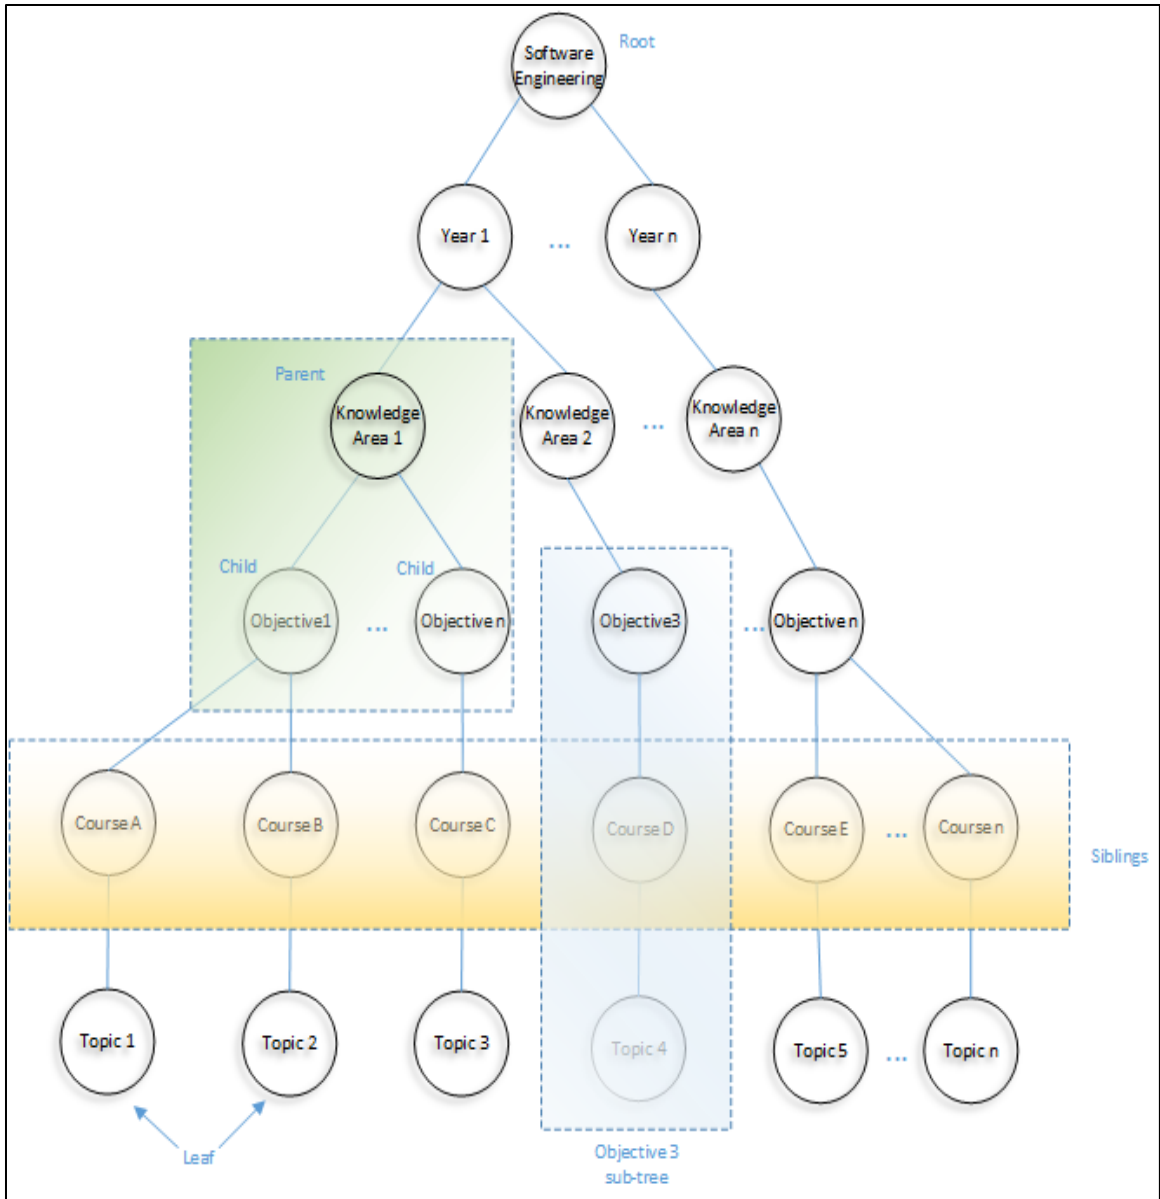 Root
Software
Engineering
Year 1
...
Year n
Parent
Knowledge
Area 1
Knowledge
Area 2
...
Knowledge
Area n
Child
Child
Objective1
...
Objective n
Objective3
...
Objective n
Course A
Course B
Course C
Course D
Course E
...
Course n
Siblings
Topic 1
Topic 2
Topic 3
Topic 4
Topic 5
...
Topic n
Leaf
Objective 3
sub-tree